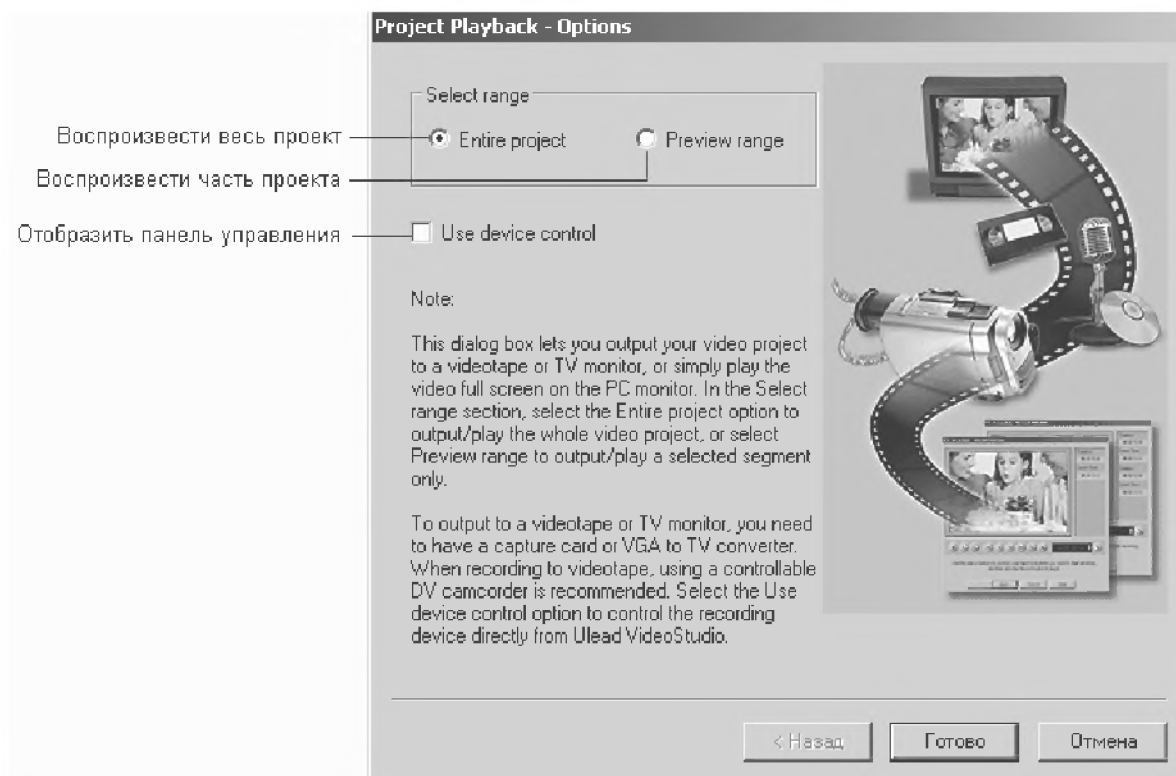 Project Playback - Options
Select range
Воспроизвести весь проект
Entire project
Preview range
Воспроизвести часть проекта
Отобразить панель управления
Use device control
Note:
This dialog box lets you output your video project
to a videotape or TV monitor, or simply play the
video full screen on the PC monitor. In the Select
range section, select the Entire project option to
output/play the whole video project, or select
Preview range to output/play a selected segment
only.
To output to a videotape or TV monitor, you need
to have a capture card or VGA to TV converter.
When recording to videotape, using a controllable
DV camcorder is recommended. Select the Use
device control option to control the recording
device directly from Ulead VideoStudio.
< Назад
Готово
Отмена